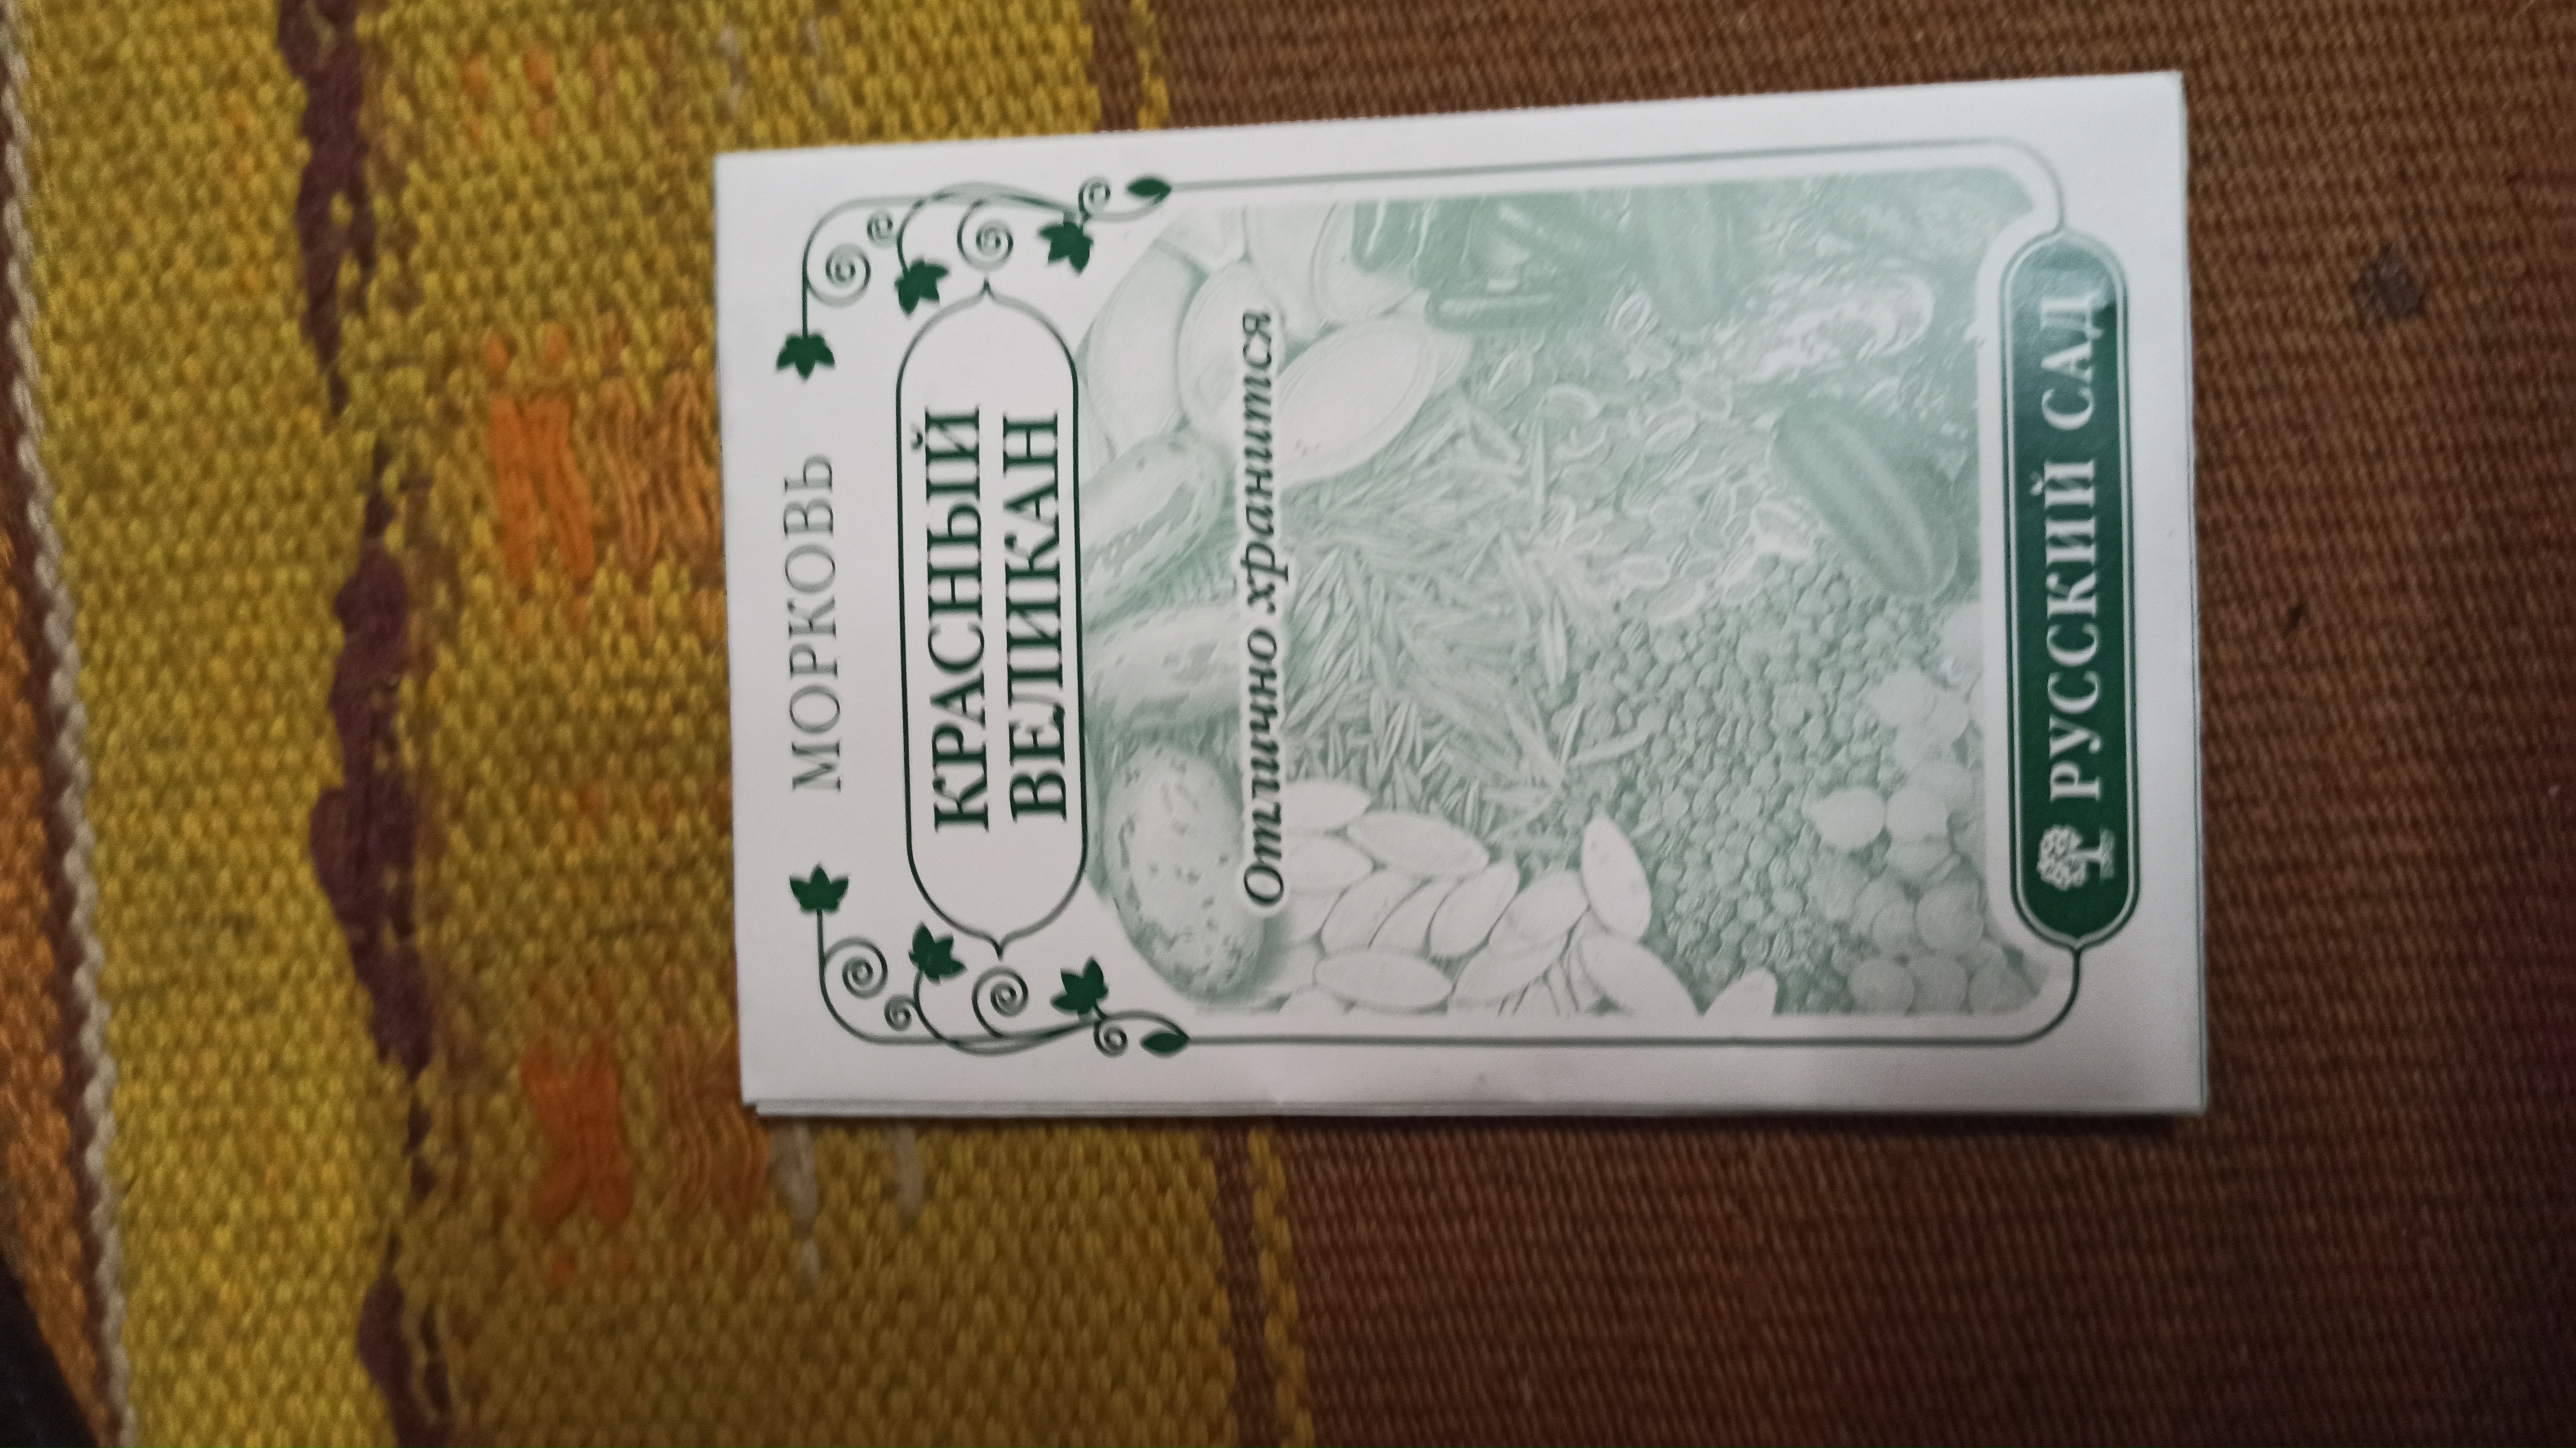 МОРКОВЬ
КРАСНЫЙ
ВЕЛИКАН
Отлично хранится
РУССКИЙ САД